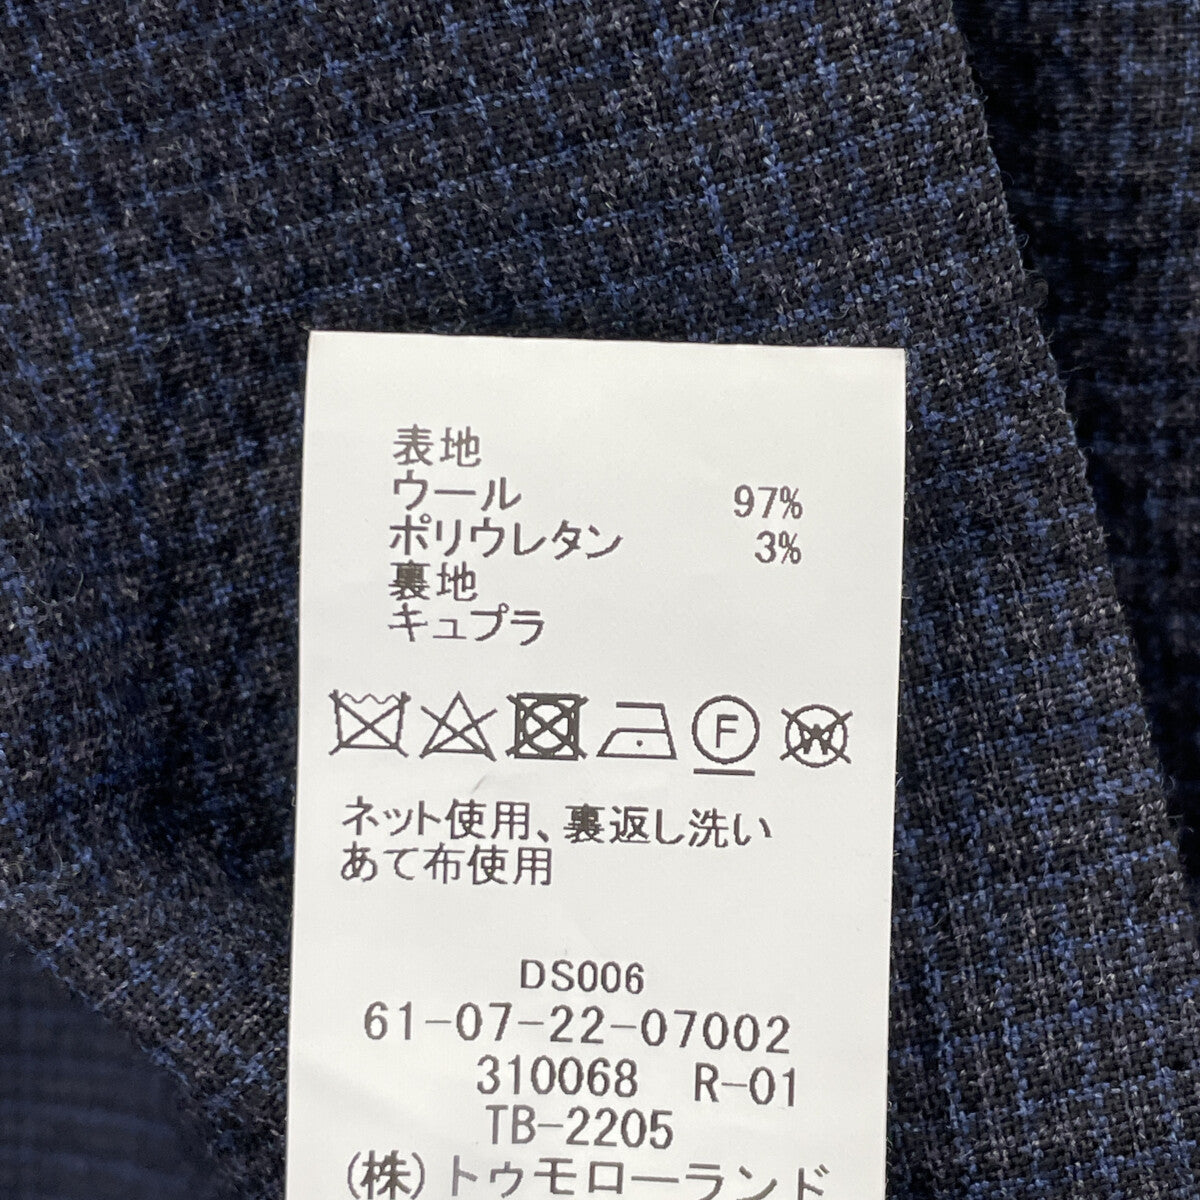 表地
ウール 97%
ポリウレタン 3%
裏地
キュプラ
F W
ネット使用、裏返し洗い
あて布使用
DS006
61-07-22-07002
310068 R-01
TB-2205
(株)トゥモローランド